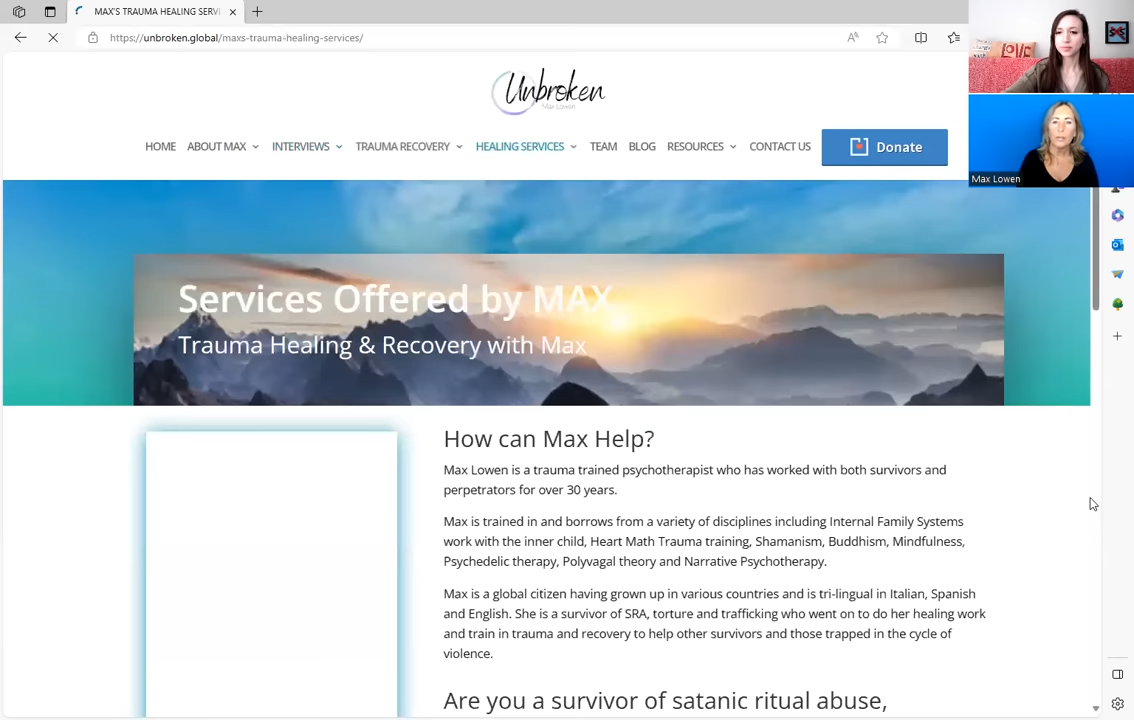 MAX'S TRAUMA HEALING SERVI
https://unbroken.global/maxs-trauma-healing-services/
LOVE
Max Lowen
Unbroken
Max Lowen
HOME ABOUT MAX INTERVIEWS TRAUMA RECOVERY HEALING SERVICES TEAM BLOG RESOURCES CONTACT US Donate
Services Offered by MAX
Trauma Healing & Recovery with Max
How can Max Help?
Max Lowen is a trauma trained psychotherapist who has worked with both survivors and
perpetrators for over 30 years.
Max is trained in and borrows from a variety of disciplines including Internal Family Systems
work with the inner child, Heart Math Trauma training, Shamanism, Buddhism, Mindfulness,
Psychedelic therapy, Polyvagal theory and Narrative Psychotherapy.
Max is a global citizen having grown up in various countries and is tri-lingual in Italian, Spanish
and English. She is a survivor of SRA, torture and trafficking who went on to do her healing work
and train in trauma and recovery to help other survivors and those trapped in the cycle of
violence.
Are you a survivor of satanic ritual abuse,